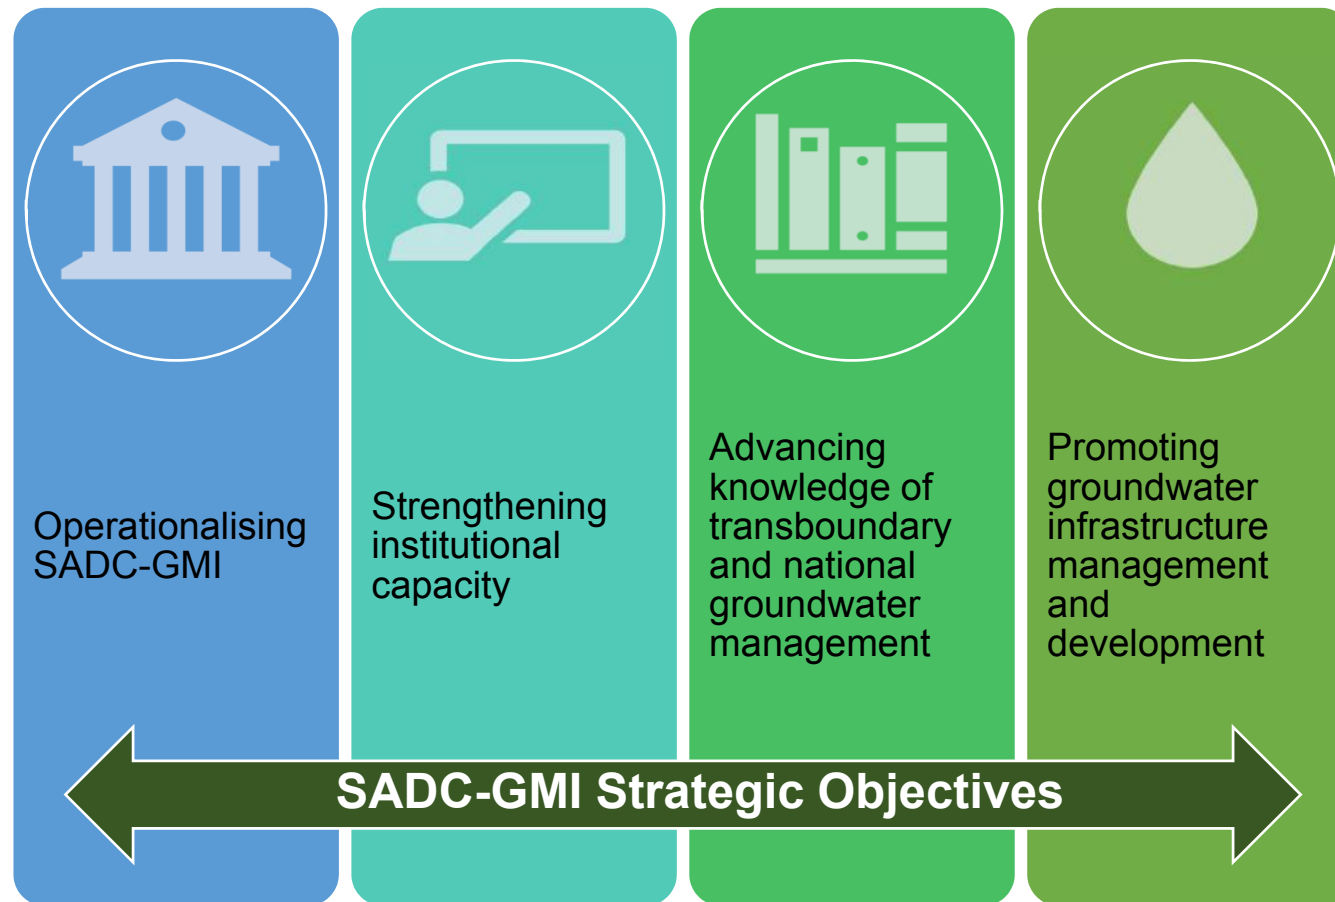 Operationalising
SADC-GMI
Strengthening
institutional
capacity
Advancing
knowledge of
transboundary
and national
groundwater
management
Promoting
groundwater
infrastructure
management
and
development
SADC-GMI Strategic Objectives